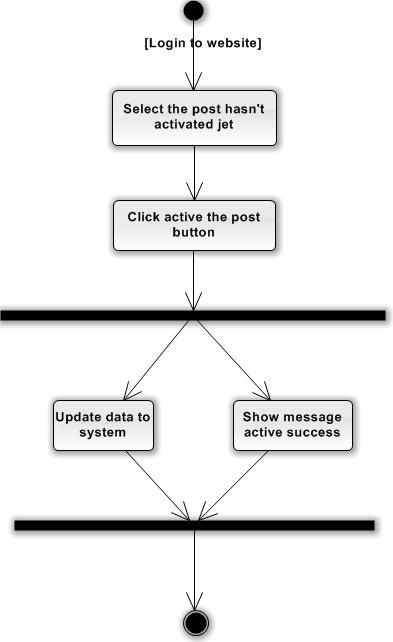 [Login to website]
Select the post hasn't
activated jet
Click active the post
button
Update data to
system
Show message
active success